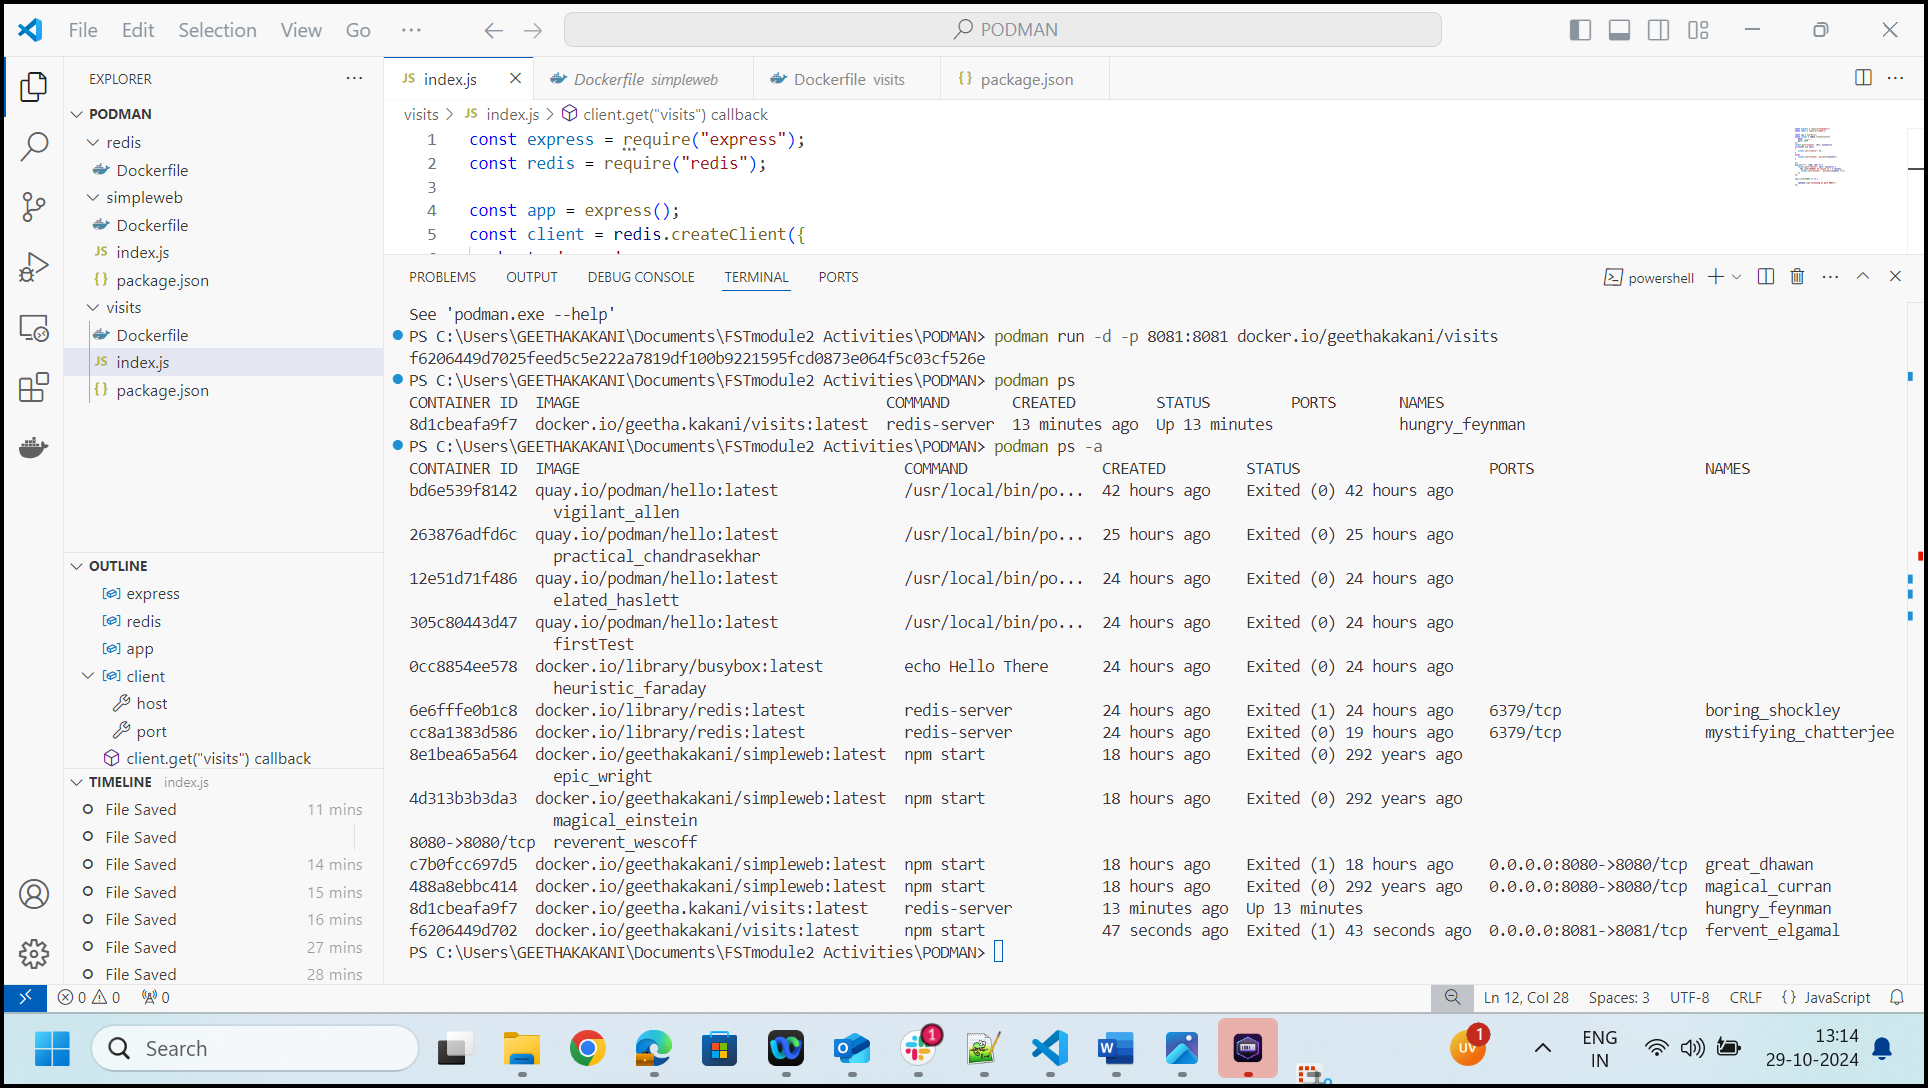 File Edit Selection View Go ··· PODMAN
EXPLORER
PODMAN
redis
Dockerfile
simpleweb
Dockerfile
JS index.js
{} package.json
visits
Dockerfile
JS index.js
{} package.json
OUTLINE
express
redis
app
client
host
port
client.get("visits") callback
TIMELINE index.js
File Saved 11 mins
File Saved
File Saved 14 mins
File Saved 15 mins
File Saved 16 mins
File Saved 27 mins
File Saved 28 mins
JS index.js Dockerfile simpleweb Dockerfile visits {} package.json
visits > JS index.js > client.get("visits") callback
1 const express = require("express");
2 const redis = require("redis");
3
4 const app = express();
5 const client = redis.createClient({
PROBLEMS OUTPUT DEBUG CONSOLE TERMINAL PORTS powershell
See 'podman.exe --help'
PS C:\Users\GEETHAKAKANI\Documents\FSTmodule2 Activities\PODMAN> podman run -d -p 8081:8081 docker.io/geethakakani/visits
f6206449d7025feed5c5e222a7819df100b9221595fcd0873e064f5c03cf526e
PS C:\Users\GEETHAKAKANI\Documents\FSTmodule2 Activities\PODMAN> podman ps
CONTAINER ID IMAGE COMMAND CREATED STATUS PORTS NAMES
8d1cbeafa9f7 docker.io/geetha.kakani/visits:latest redis-server 13 minutes ago Up 13 minutes hungry_feynman
PS C:\Users\GEETHAKAKANI\Documents\FSTmodule2 Activities\PODMAN> podman ps -a
CONTAINER ID IMAGE COMMAND CREATED STATUS PORTS NAMES
bd6e539f8142 quay.io/podman/hello:latest /usr/local/bin/po... 42 hours ago Exited (0) 42 hours ago
vigilant_allen
263876adfd6c quay.io/podman/hello:latest /usr/local/bin/po... 25 hours ago Exited (0) 25 hours ago
practical_chandrasekhar
12e51d71f486 quay.io/podman/hello:latest /usr/local/bin/po... 24 hours ago Exited (0) 24 hours ago
elated_haslett
305c80443d47 quay.io/podman/hello:latest /usr/local/bin/po... 24 hours ago Exited (0) 24 hours ago
firstTest
0cc8854ee578 docker.io/library/busybox:latest echo Hello There 24 hours ago Exited (0) 24 hours ago
heuristic_faraday
6e6fffe0b1c8 docker.io/library/redis:latest redis-server 24 hours ago Exited (1) 24 hours ago 6379/tcp boring_shockley
cc8a1383d586 docker.io/library/redis:latest redis-server 24 hours ago Exited (0) 19 hours ago 6379/tcp mystifying_chatterjee
8e1bea65a564 docker.io/geethakakani/simpleweb:latest npm start 18 hours ago Exited (0) 292 years ago
epic_wright
4d313b3b3da3 docker.io/geethakakani/simpleweb:latest npm start 18 hours ago Exited (0) 292 years ago
magical_einstein
8080->8080/tcp reverent_wescoff
c7b0fcc697d5 docker.io/geethakakani/simpleweb:latest npm start 18 hours ago Exited (1) 18 hours ago 0.0.0.0:8080->8080/tcp great_dhawan
488a8ebbc414 docker.io/geethakakani/simpleweb:latest npm start 18 hours ago Exited (0) 292 years ago 0.0.0.0:8080->8080/tcp magical_curran
8d1cbeafa9f7 docker.io/geetha.kakani/visits:latest redis-server 13 minutes ago Up 13 minutes hungry_feynman
f6206449d702 docker.io/geethakakani/visits:latest npm start 47 seconds ago Exited (1) 43 seconds ago 0.0.0.0:8081->8081/tcp fervent_elgamal
PS C:\Users\GEETHAKAKANI\Documents\FSTmodule2 Activities\PODMAN>
0 0 0 Ln 12, Col 28 Spaces: 3 UTF-8 CRLF {} JavaScript
Search 1 UV 1 ENG 13:14
IN 29-10-2024